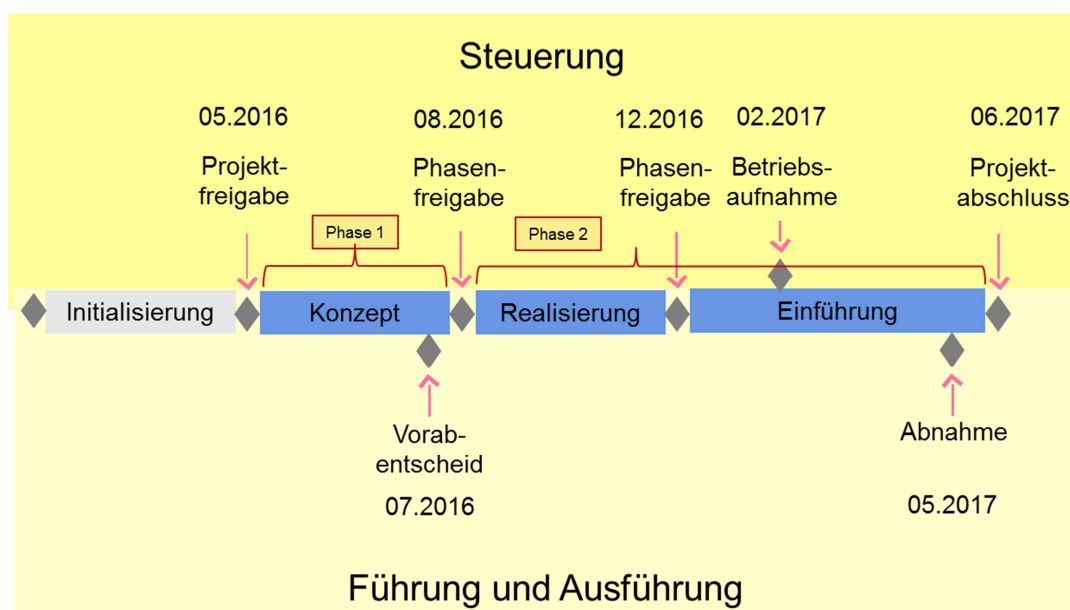 Steuerung
05.2016
08.2016
12.2016
02.2017
06.2017
Projekt-
freigabe
Phasen-
freigabe
Phasen-
freigabe
Betriebs-
aufnahme
Projekt-
abschluss
Phase 1
Phase 2
Initialisierung
Konzept
Realisierung
Einführung
Vorab-
entscheid
07.2016
Abnahme
05.2017
Führung und Ausführung